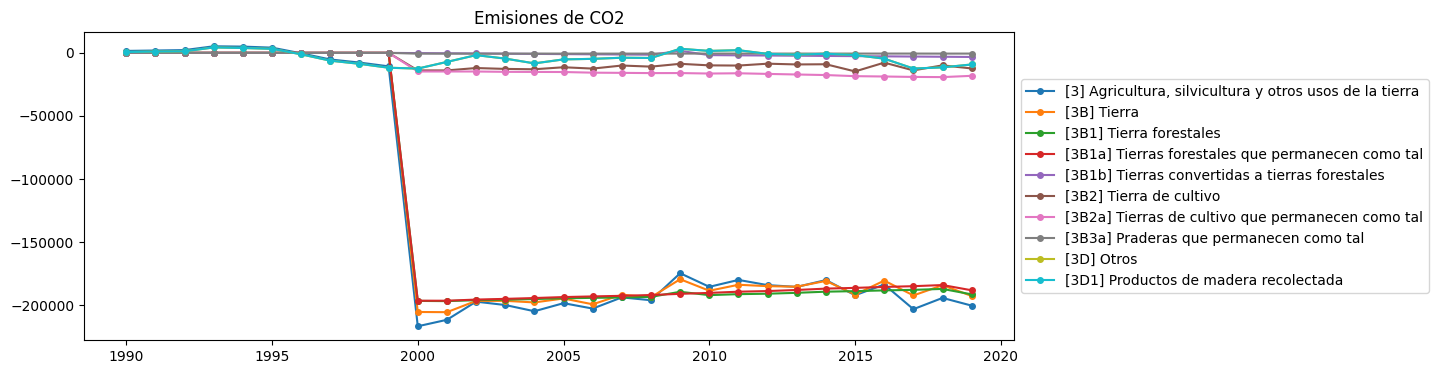 Emisiones de CO2
0
−50000
−100000
−150000
−200000
1990
1995
2000
2005
2010
2015
2020
[3] Agricultura, silvicultura y otros usos de la tierra
[3B] Tierra
[3B1] Tierra forestales
[3B1a] Tierras forestales que permanecen como tal
[3B1b] Tierras convertidas a tierras forestales
[3B2] Tierra de cultivo
[3B2a] Tierras de cultivo que permanecen como tal
[3B3a] Praderas que permanecen como tal
[3D] Otros
[3D1] Productos de madera recolectada